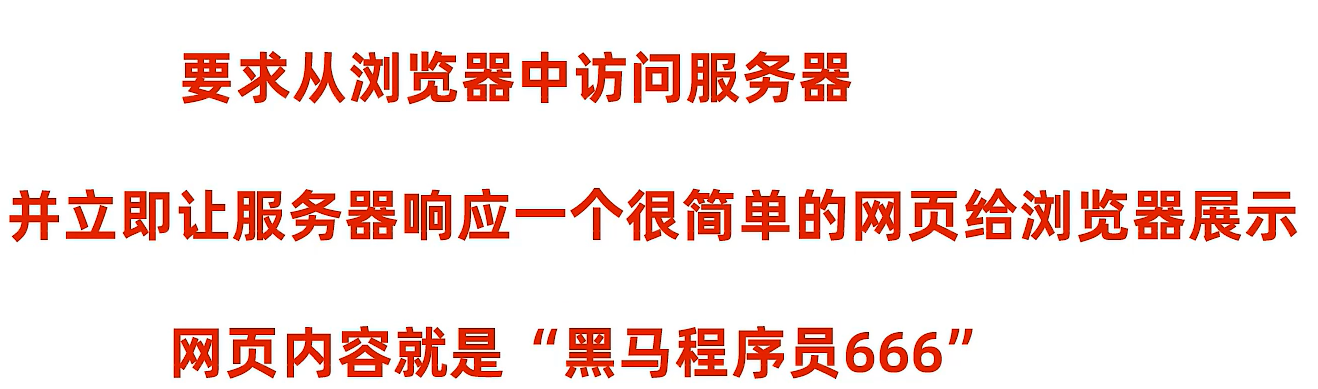 要求从浏览器中访问服务器
并立即让服务器响应一个很简单的网页给浏览器展示
网页内容就是“黑马程序员666”